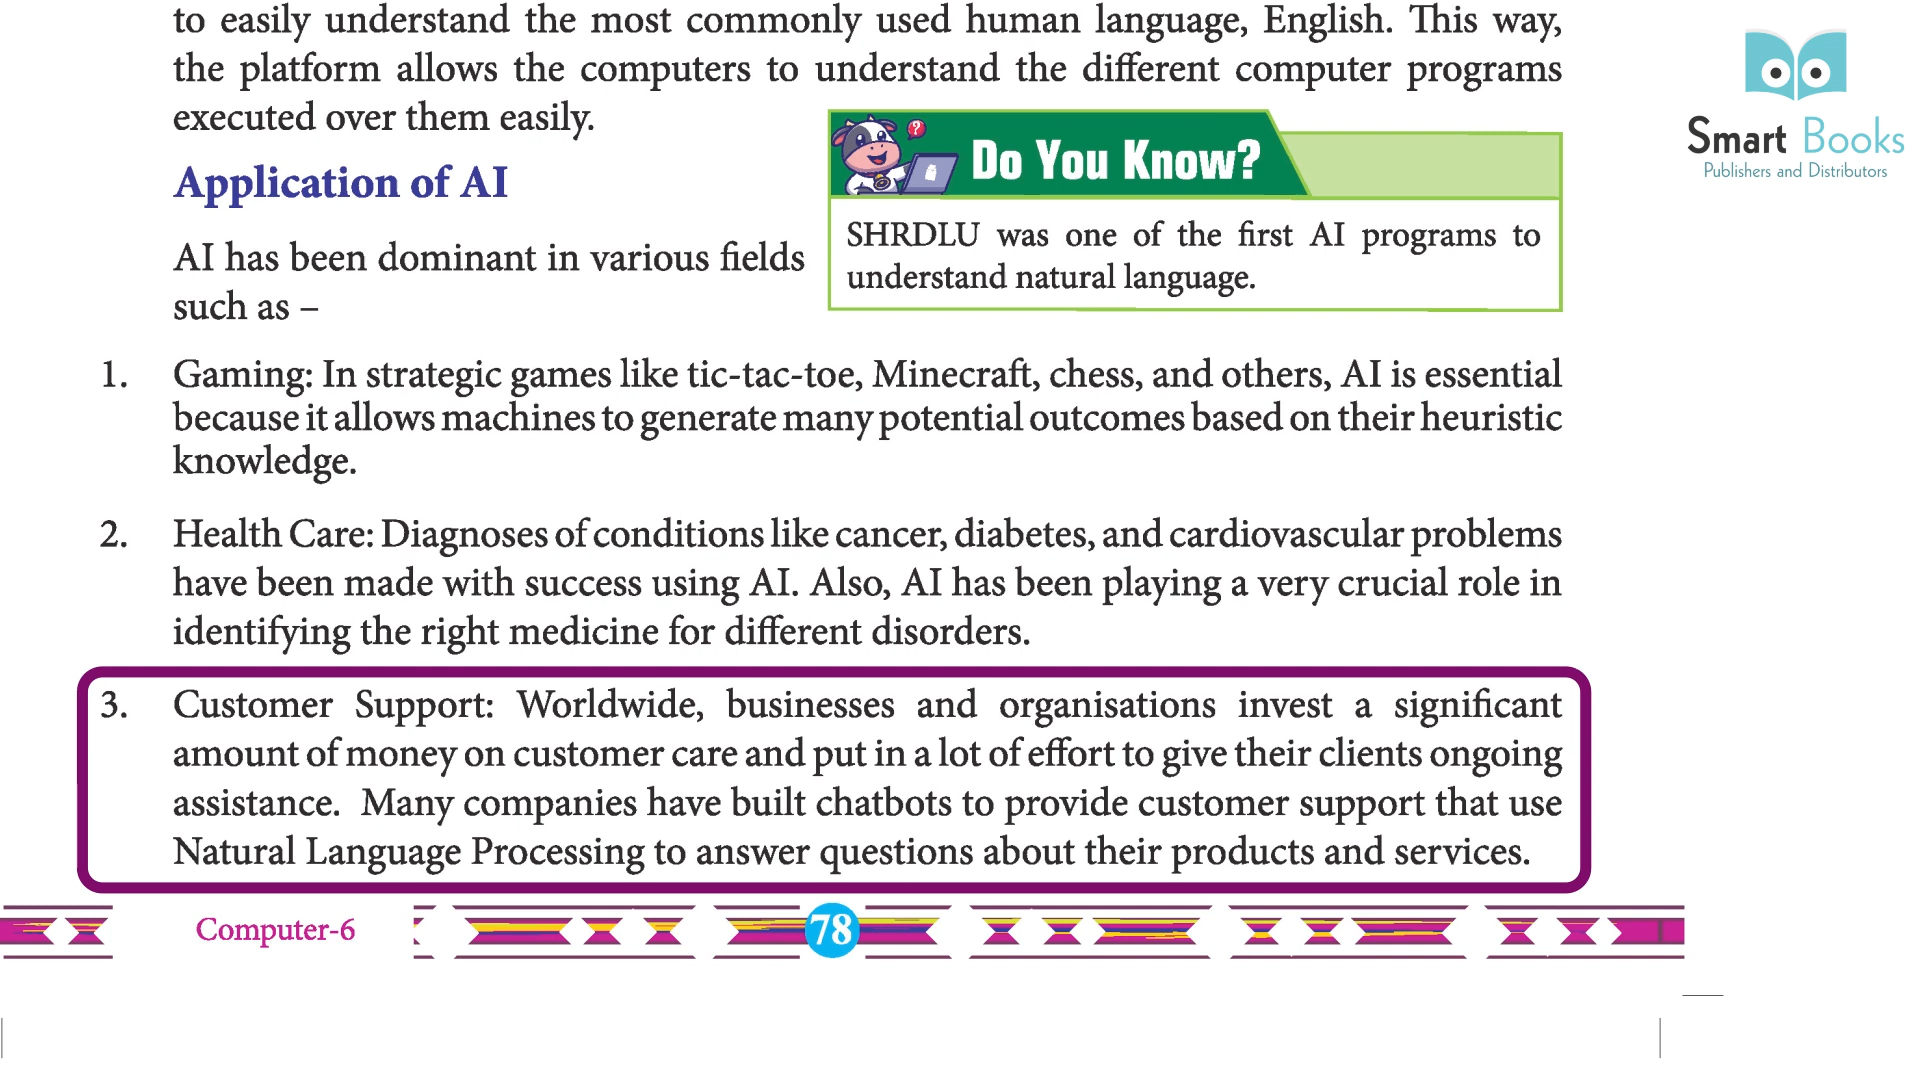 to easily understand the most commonly used human language, English. This way,
the platform allows the computers to understand the different computer programs
executed over them easily.
Application of AI
AI has been dominant in various fields
such as –
Do You Know?
SHRDLU was one of the first AI programs to
understand natural language.
1. Gaming: In strategic games like tic-tac-toe, Minecraft, chess, and others, AI is essential
because it allows machines to generate many potential outcomes based on their heuristic
knowledge.
2. Health Care: Diagnoses of conditions like cancer, diabetes, and cardiovascular problems
have been made with success using AI. Also, AI has been playing a very crucial role in
identifying the right medicine for different disorders.
3. Customer Support: Worldwide, businesses and organisations invest a significant
amount of money on customer care and put in a lot of effort to give their clients ongoing
assistance. Many companies have built chatbots to provide customer support that use
Natural Language Processing to answer questions about their products and services.
Computer-6
78
Smart Books
Publishers and Distributors
?